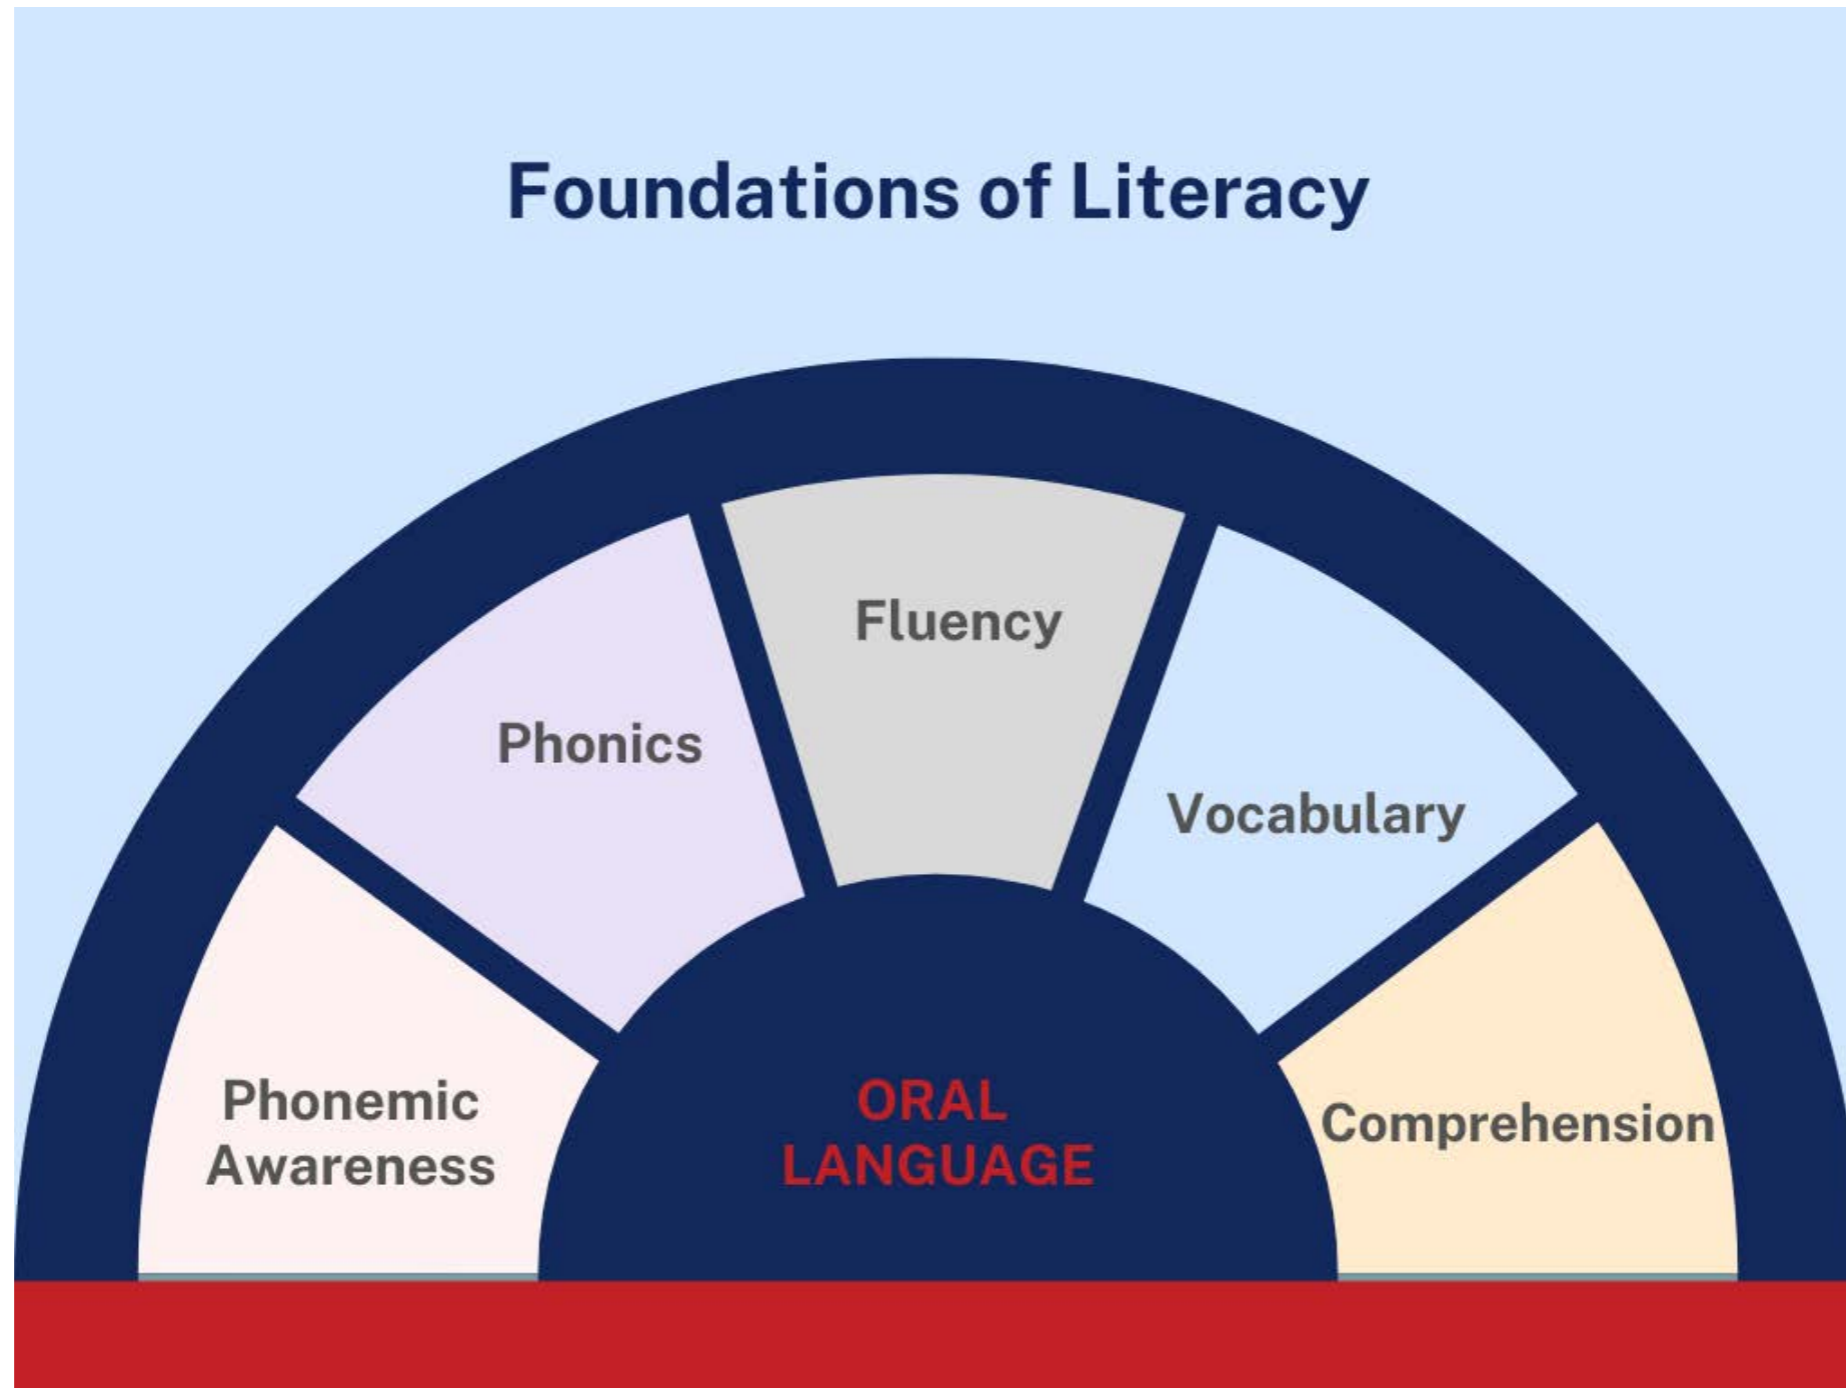 Foundations of Literacy
Fluency
Phonics
Vocabulary
Phonemic
Awareness
ORAL
LANGUAGE
Comprehension